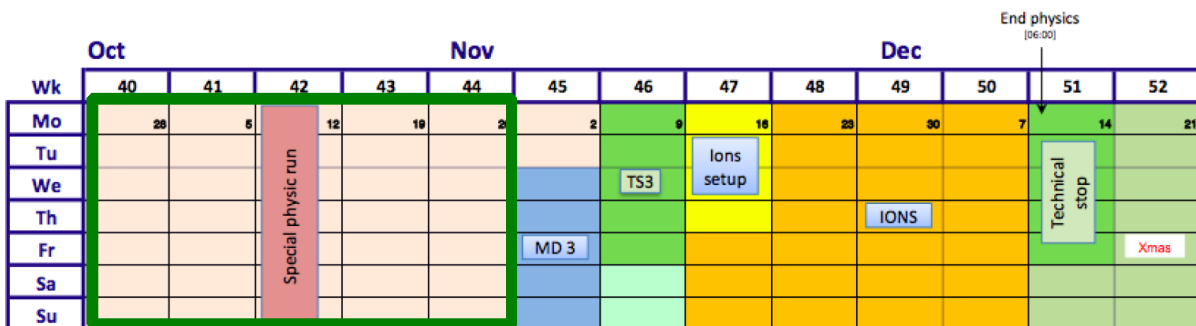 End physics
[06:00]
Oct Nov Dec
Wk 40 41 42 43 44 45 46 47 48 49 50 51 52
Mo 28 5 12 19 2 9 16 23 30 7 14 21
Tu
We
Th
Fr
Sa
Su
Special physic run
MD 3
TS3
Ions
setup
IONS
Technical
stop
Xmas